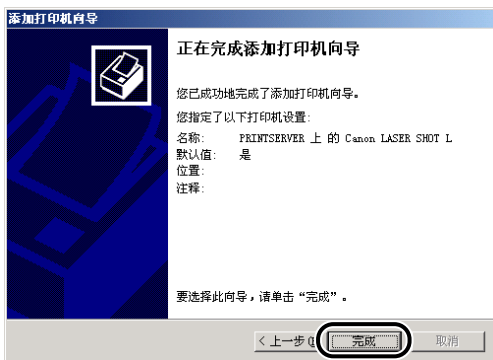 添加打印机向导
正在完成添加打印机向导
您已成功地完成了添加打印机向导。
您指定了以下打印机设置:
名称: PRINTSERVER 上 的 Canon LASER SHOT L
默认值: 是
位置:
注释:
要选择此向导，请单击“完成”。
< 上一步 完成 取消